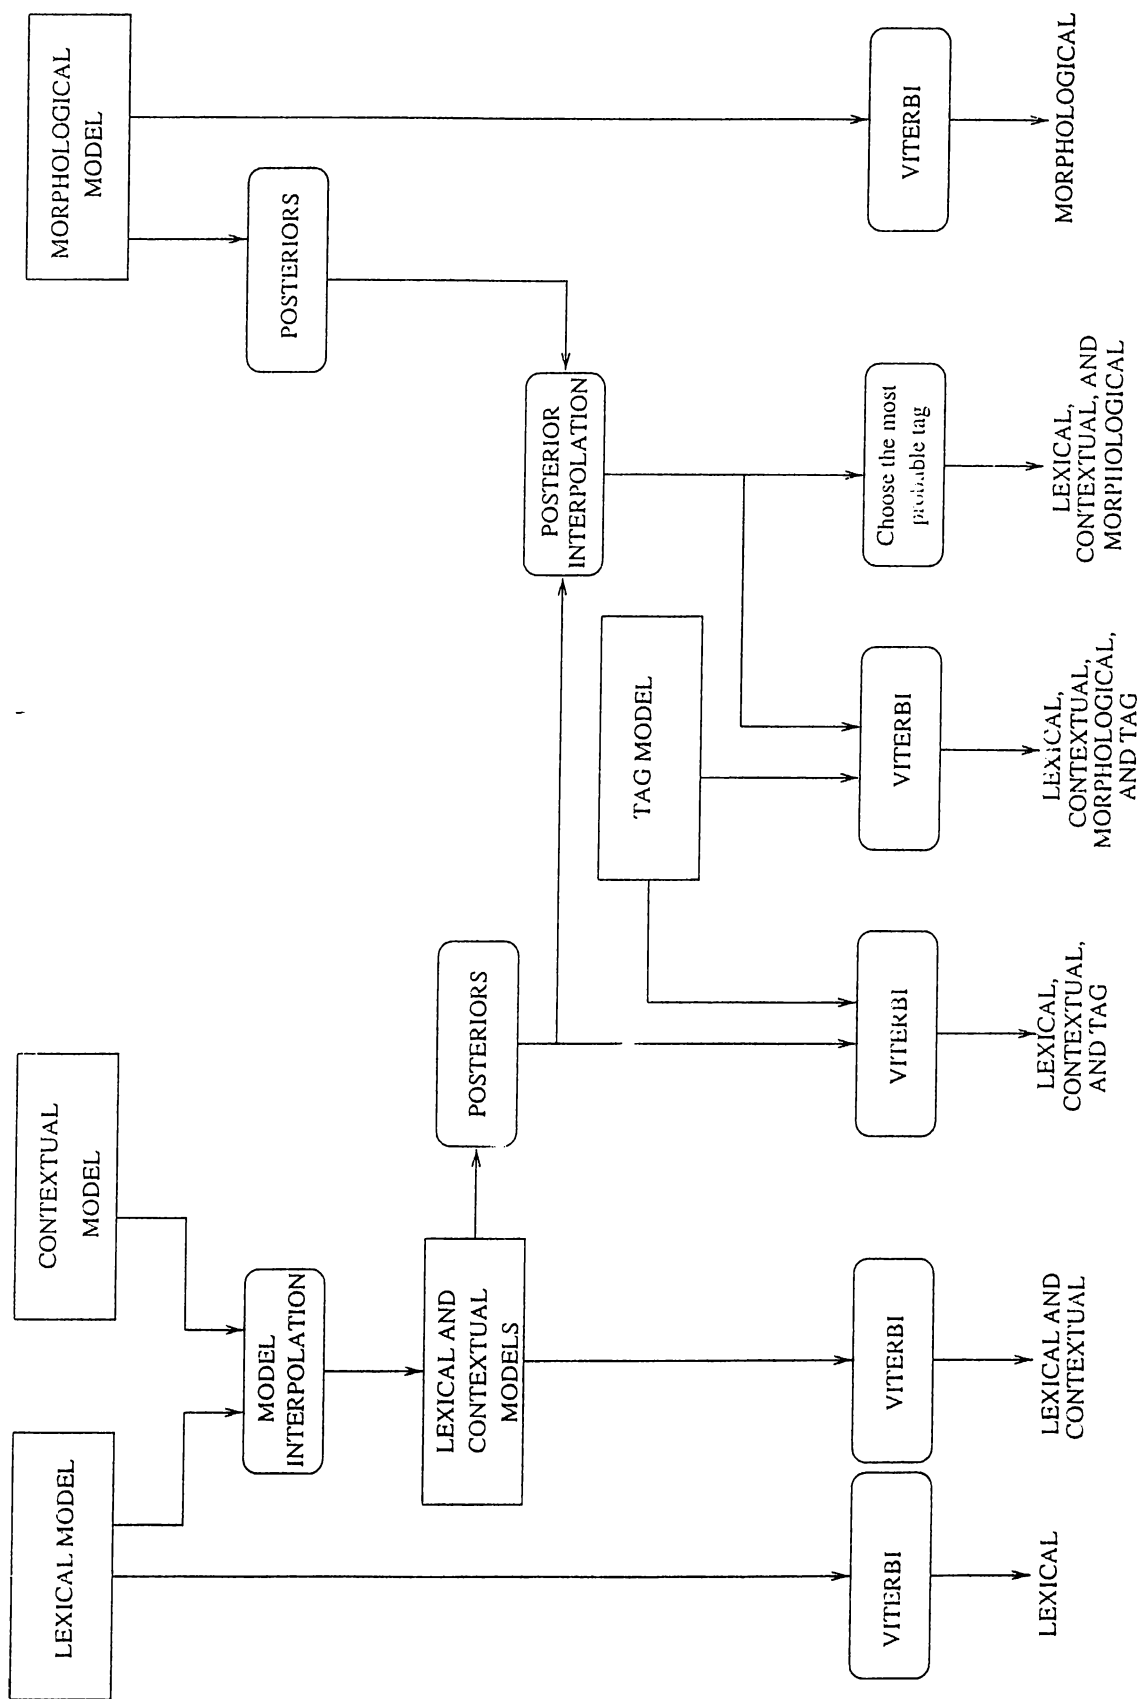 LEXICAL MODEL
CONTEXTUAL
MODEL
MORPHOLOGICAL
MODEL
MODEL
INTERPOLATION
POSTERIORS
LEXICAL AND
CONTEXTUAL
MODELS
POSTERIORS
POSTERIOR
INTERPOLATION
TAG MODEL
VITERBI
VITERBI
VITERBI
VITERBI
Choose the most
probable tag
VITERBI
LEXICAL
LEXICAL AND
CONTEXTUAL
LEXICAL,
CONTEXTUAL,
AND TAG
LEXICAL,
CONTEXTUAL,
MORPHOLOGICAL,
AND TAG
LEXICAL,
CONTEXTUAL, AND
MORPHOLOGICAL
MORPHOLOGICAL